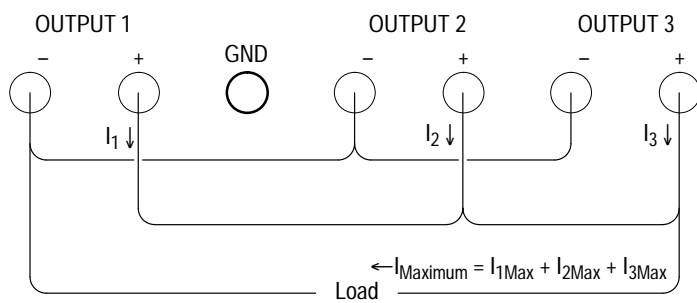 OUTPUT 1 OUTPUT 2 OUTPUT 3
– + GND – + – +
I1 ↓ I2 ↓ I3 ↓
←IMaximum = I1Max + I2Max + I3Max
Load